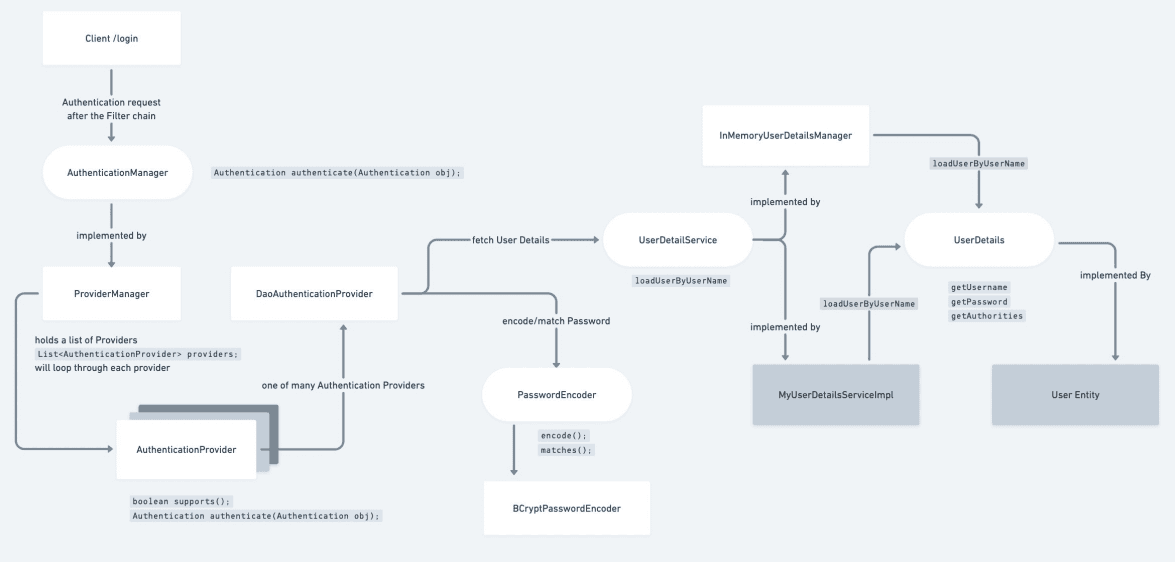 Client /login
Authentication request
after the Filter chain
AuthenticationManager
Authentication authenticate(Authentication obj);
implemented by
ProviderManager
holds a list of Providers
List<AuthenticationProvider> providers;
will loop through each provider
AuthenticationProvider
boolean supports();
Authentication authenticate(Authentication obj);
one of many Authentication Providers
DaoAuthenticationProvider
fetch User Details
encode/match Password
PasswordEncoder
encode();
matches();
BCryptPasswordEncoder
UserDetailService
loadUserByUserName
implemented by
InMemoryUserDetailsManager
loadUserByUserName
implemented by
MyUserDetailsServiceImpl
loadUserByUserName
UserDetails
getUsername
getPassword
getAuthorities
implemented By
User Entity